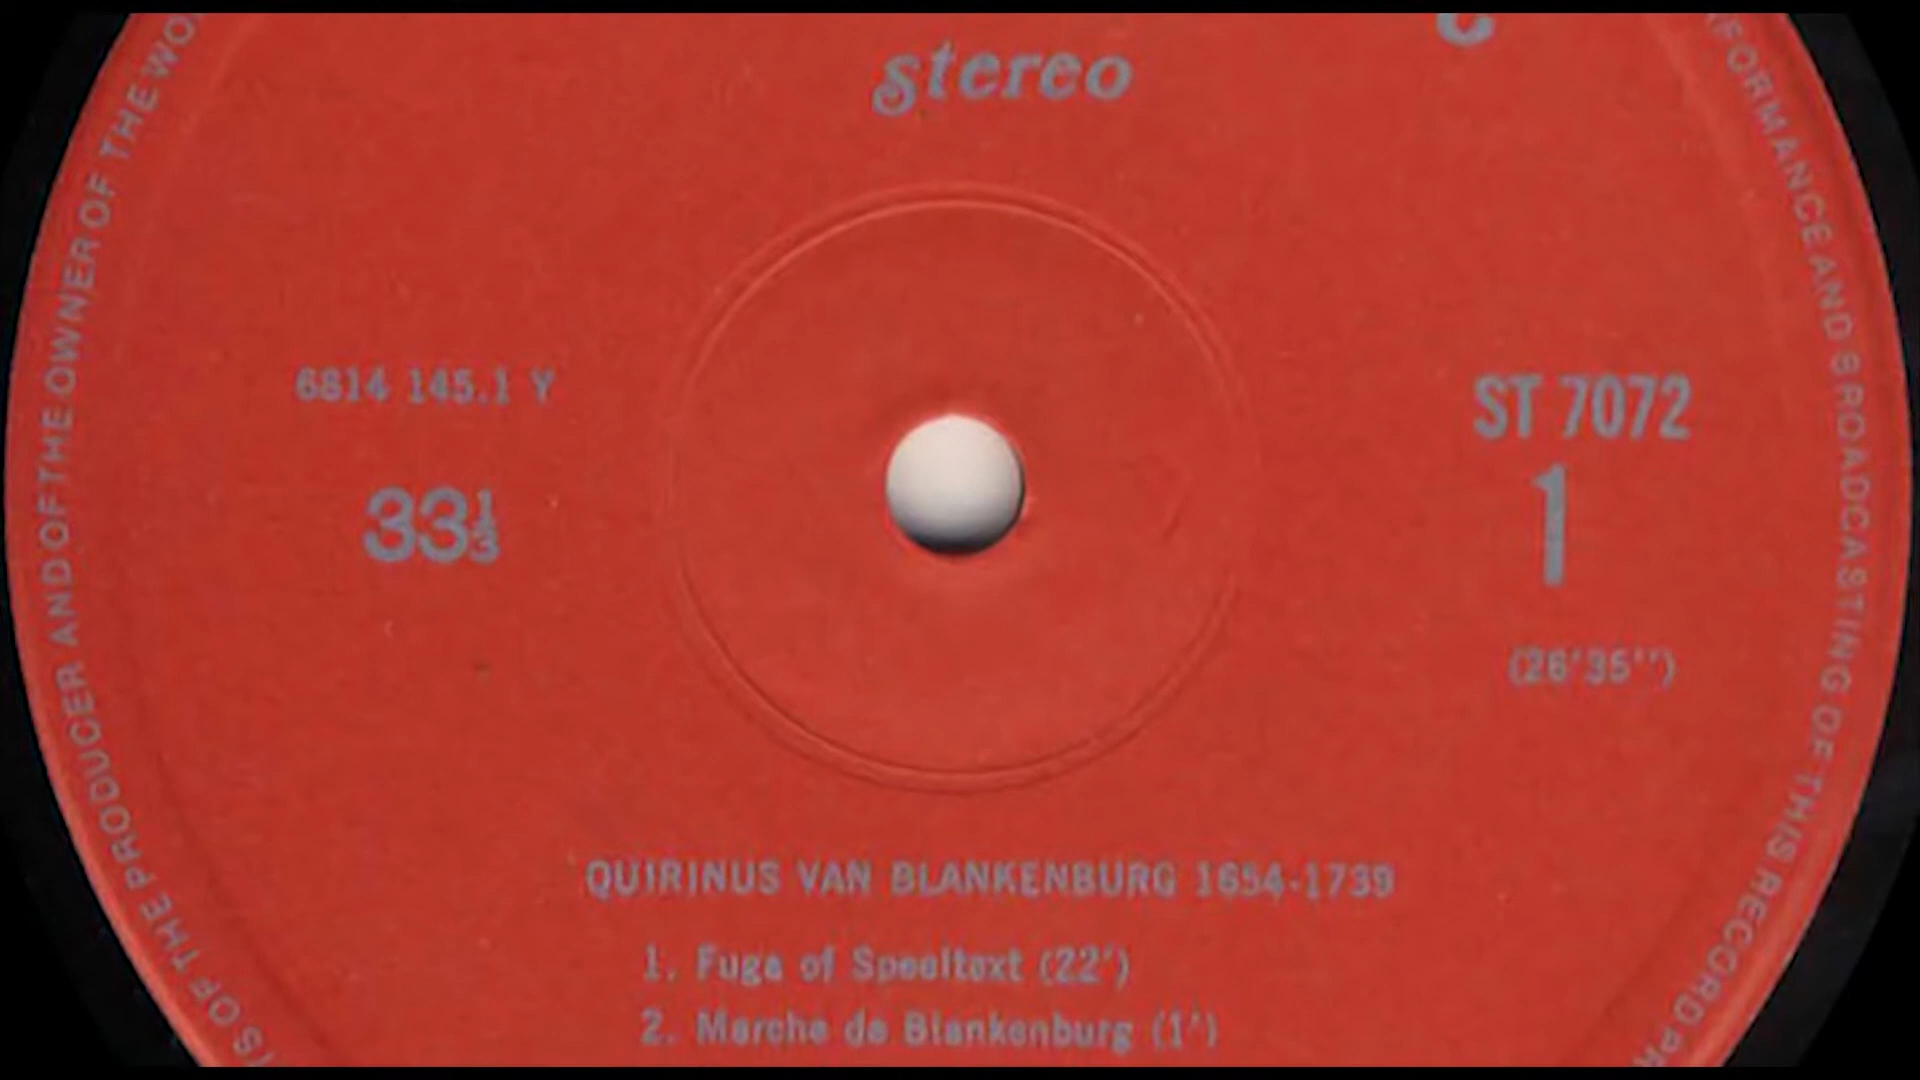 stereo
6814 145.1 Y
33⅓
ST 7072
1
(26'35'')
QUIRINUS VAN BLANKENBURG 1654-1739
1. Fuga of Speeltext (22')
2. Marche de Blankenburg (1')
OF THE PRODUCER AND OF THE OWNER OF THE
AND BROADCASTING OF THIS RECORD